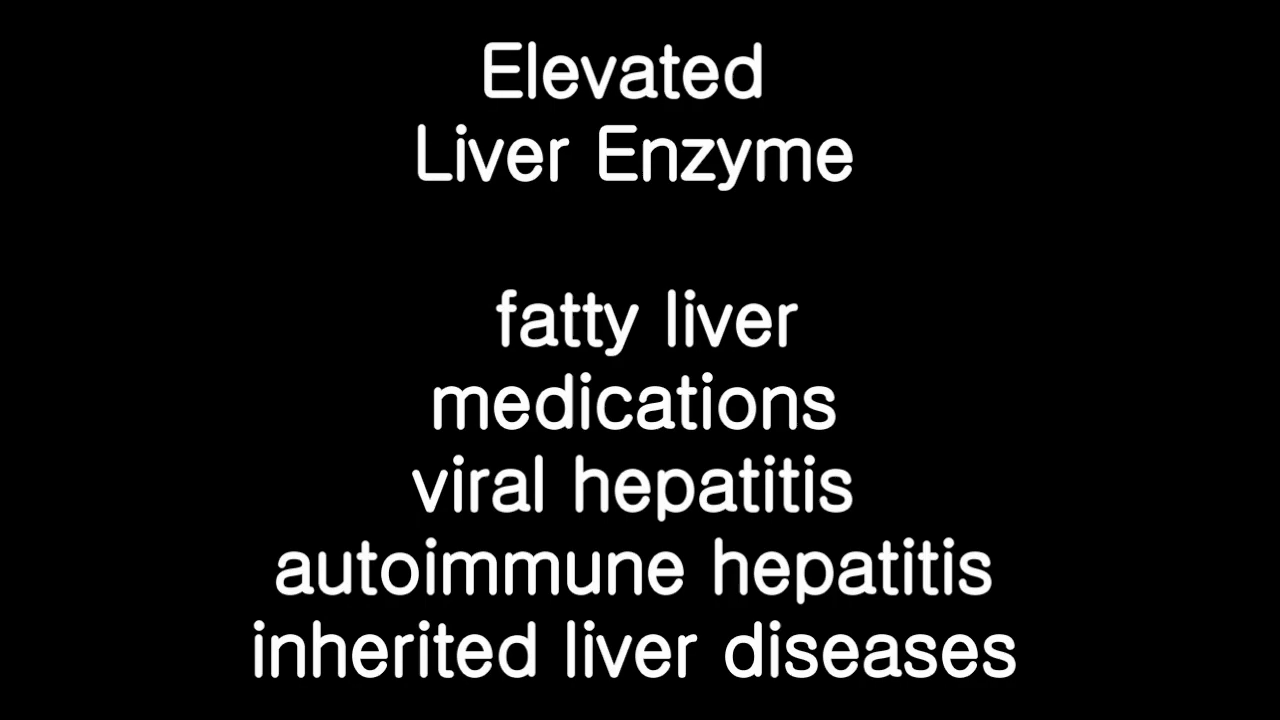 Elevated
Liver Enzyme
fatty liver
medications
viral hepatitis
autoimmune hepatitis
inherited liver diseases